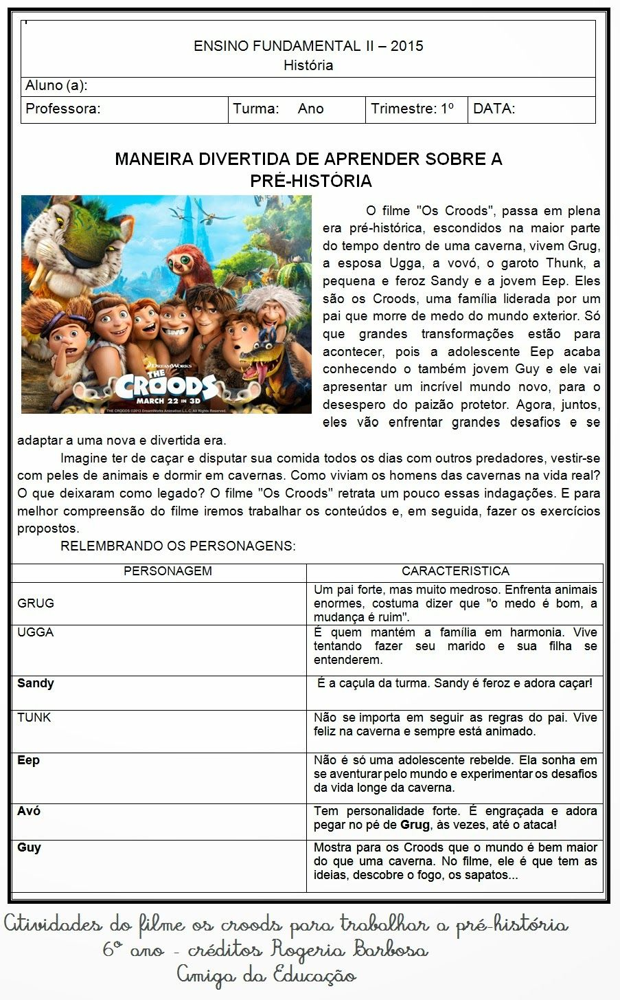 ENSINO FUNDAMENTAL II – 2015
História
Aluno (a):
Professora: Turma: Ano Trimestre: 1º DATA:
MANEIRA DIVERTIDA DE APRENDER SOBRE A
PRÉ-HISTÓRIA
DREAMWORKS
THE
CROODS
MARCH 22 IN 3D
THE CROODS ©2013 DreamWorks Animation L.L.C. All Rights Reserved.
O filme "Os Croods", passa em plena
era pré-histórica, escondidos na maior parte
do tempo dentro de uma caverna, vivem Grug,
a esposa Ugga, a vovó, o garoto Thunk, a
pequena e feroz Sandy e a jovem Eep. Eles
são os Croods, uma família liderada por um
pai que morre de medo do mundo exterior. Só
que grandes transformações estão para
acontecer, pois a adolescente Eep acaba
conhecendo o também jovem Guy e ele vai
apresentar um incrível mundo novo, para o
desespero do paizão protetor. Agora, juntos,
eles vão enfrentar grandes desafios e se
adaptar a uma nova e divertida era.
Imagine ter de caçar e disputar sua comida todos os dias com outros predadores, vestir-se
com peles de animais e dormir em cavernas. Como viviam os homens das cavernas na vida real?
O que deixaram como legado? O filme "Os Croods" retrata um pouco essas indagações. E para
melhor compreensão do filme iremos trabalhar os conteúdos e, em seguida, fazer os exercícios
propostos.
RELEMBRANDO OS PERSONAGENS:
PERSONAGEM CARACTERISTICA
GRUG
Um pai forte, mas muito medroso. Enfrenta animais
enormes, costuma dizer que "o medo é bom, a
mudança é ruim".
UGGA
É quem mantém a família em harmonia. Vive
tentando fazer seu marido e sua filha se
entenderem.
Sandy
É a caçula da turma. Sandy é feroz e adora caçar!
TUNK
Não se importa em seguir as regras do pai. Vive
feliz na caverna e sempre está animado.
Eep
Não é só uma adolescente rebelde. Ela sonha em
se aventurar pelo mundo e experimentar os desafios
da vida longe da caverna.
Avó
Tem personalidade forte. É engraçada e adora
pegar no pé de Grug, às vezes, até o ataca!
Guy
Mostra para os Croods que o mundo é bem maior
do que uma caverna. No filme, ele é que tem as
ideias, descobre o fogo, os sapatos...
Atividades do filme os croods para trabalhar a pré-história
6º ano - créditos Rogeria Barbosa
Amiga da Educação